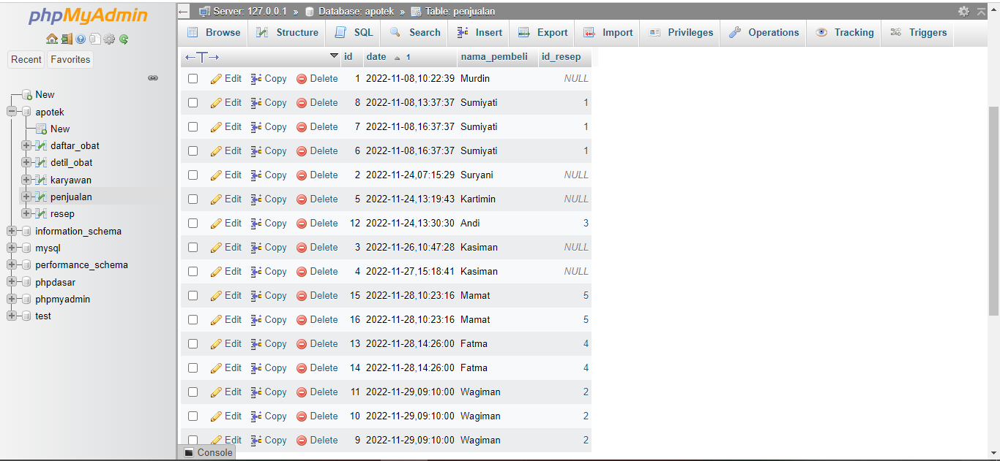 phpMyAdmin
Recent Favorites
New
apotek
New
daftar_obat
detil_obat
karyawan
penjualan
resep
information_schema
mysql
performance_schema
phpdasar
phpmyadmin
test
Server: 127.0.0.1 » Database: apotek » Table: penjualan
Browse Structure SQL Search Insert Export Import Privileges Operations Tracking Triggers
←T→ id date 1 nama_pembeli id_resep
Edit Copy Delete 1 2022-11-08,10:22:39 Murdin NULL
Edit Copy Delete 8 2022-11-08,13:37:37 Sumiyati 1
Edit Copy Delete 7 2022-11-08,16:37:37 Sumiyati 1
Edit Copy Delete 6 2022-11-08,16:37:37 Sumiyati 1
Edit Copy Delete 2 2022-11-24,07:15:29 Suryani NULL
Edit Copy Delete 5 2022-11-24,13:19:43 Kartimin NULL
Edit Copy Delete 12 2022-11-24,13:30:30 Andi 3
Edit Copy Delete 3 2022-11-26,10:47:28 Kasiman NULL
Edit Copy Delete 4 2022-11-27,15:18:41 Kasiman NULL
Edit Copy Delete 15 2022-11-28,10:23:16 Mamat 5
Edit Copy Delete 16 2022-11-28,10:23:16 Mamat 5
Edit Copy Delete 13 2022-11-28,14:26:00 Fatma 4
Edit Copy Delete 14 2022-11-28,14:26:00 Fatma 4
Edit Copy Delete 11 2022-11-29,09:10:00 Wagiman 2
Edit Copy Delete 10 2022-11-29,09:10:00 Wagiman 2
Edit Copy Delete 9 2022-11-29,09:10:00 Wagiman 2
Console